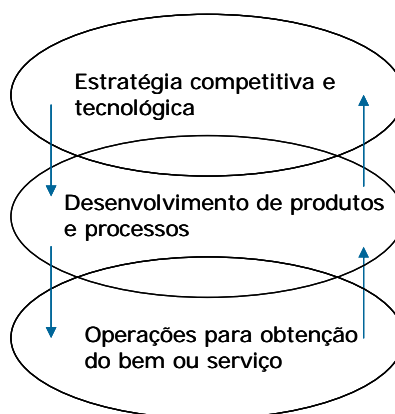 Estratégia competitiva e
tecnológica
Desenvolvimento de produtos
e processos
Operações para obtenção
do bem ou serviço